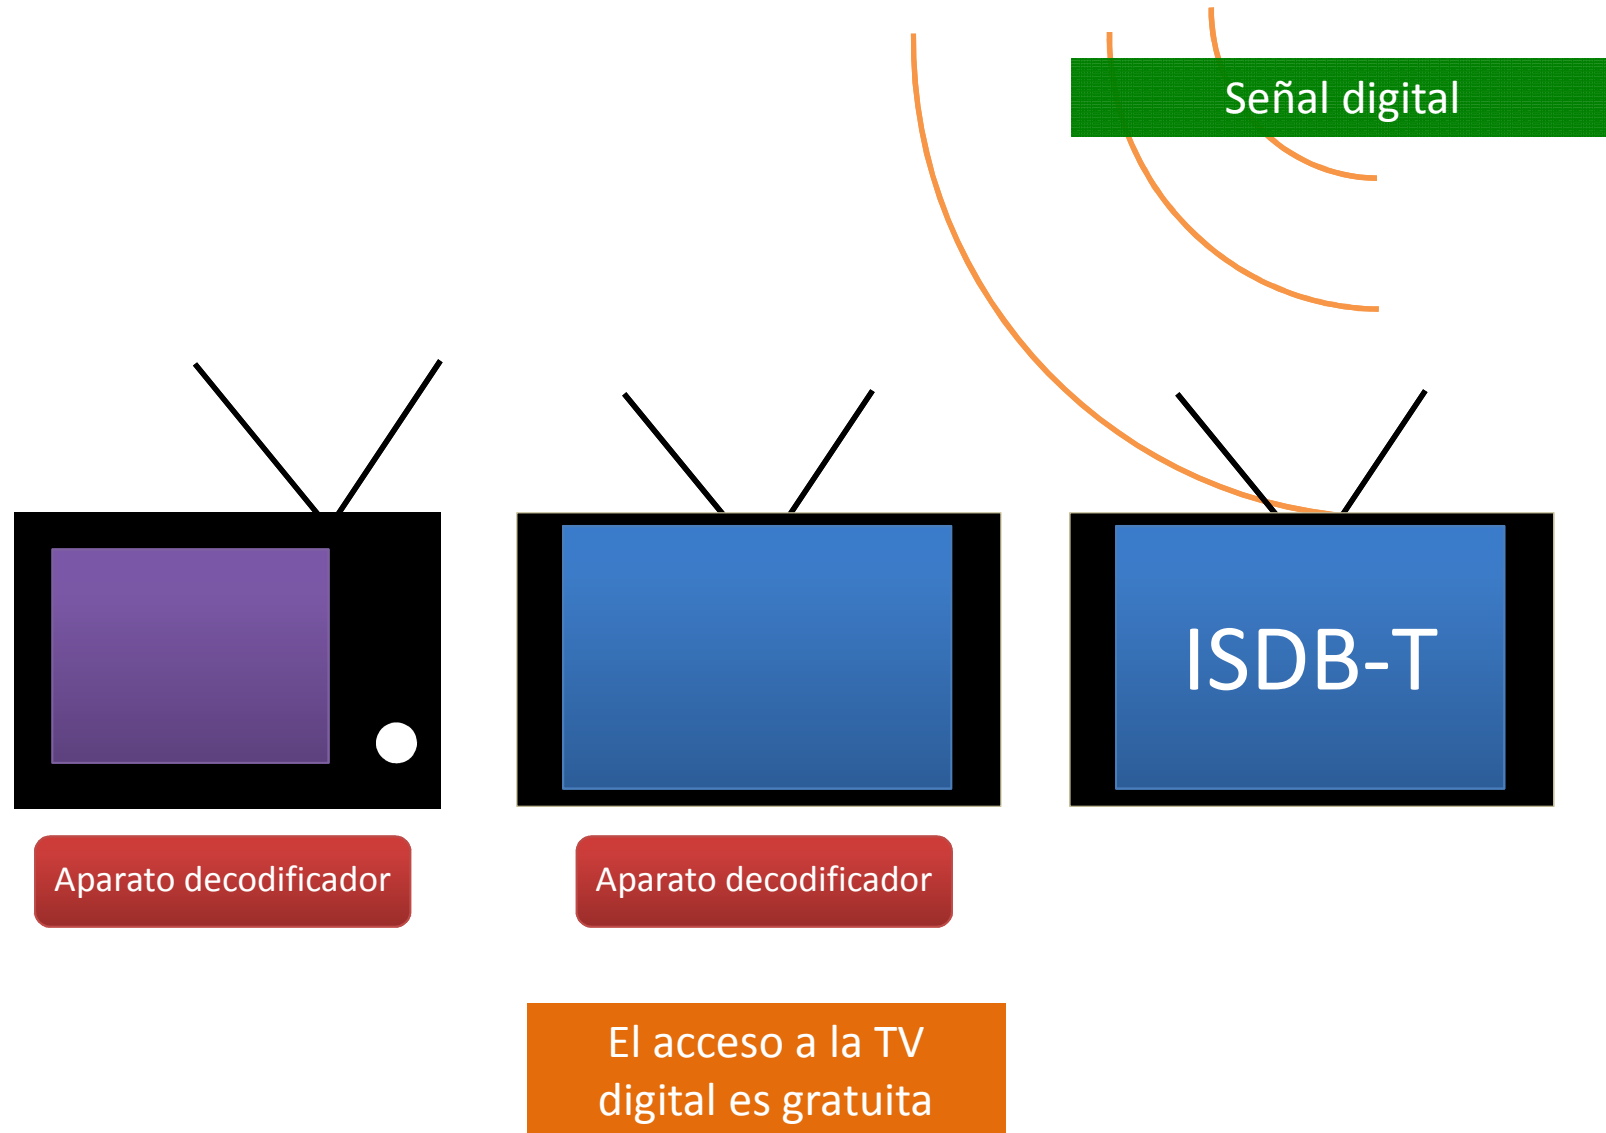 Señal digital
ISDB-T
Aparato decodificador
Aparato decodificador
El acceso a la TV
digital es gratuita